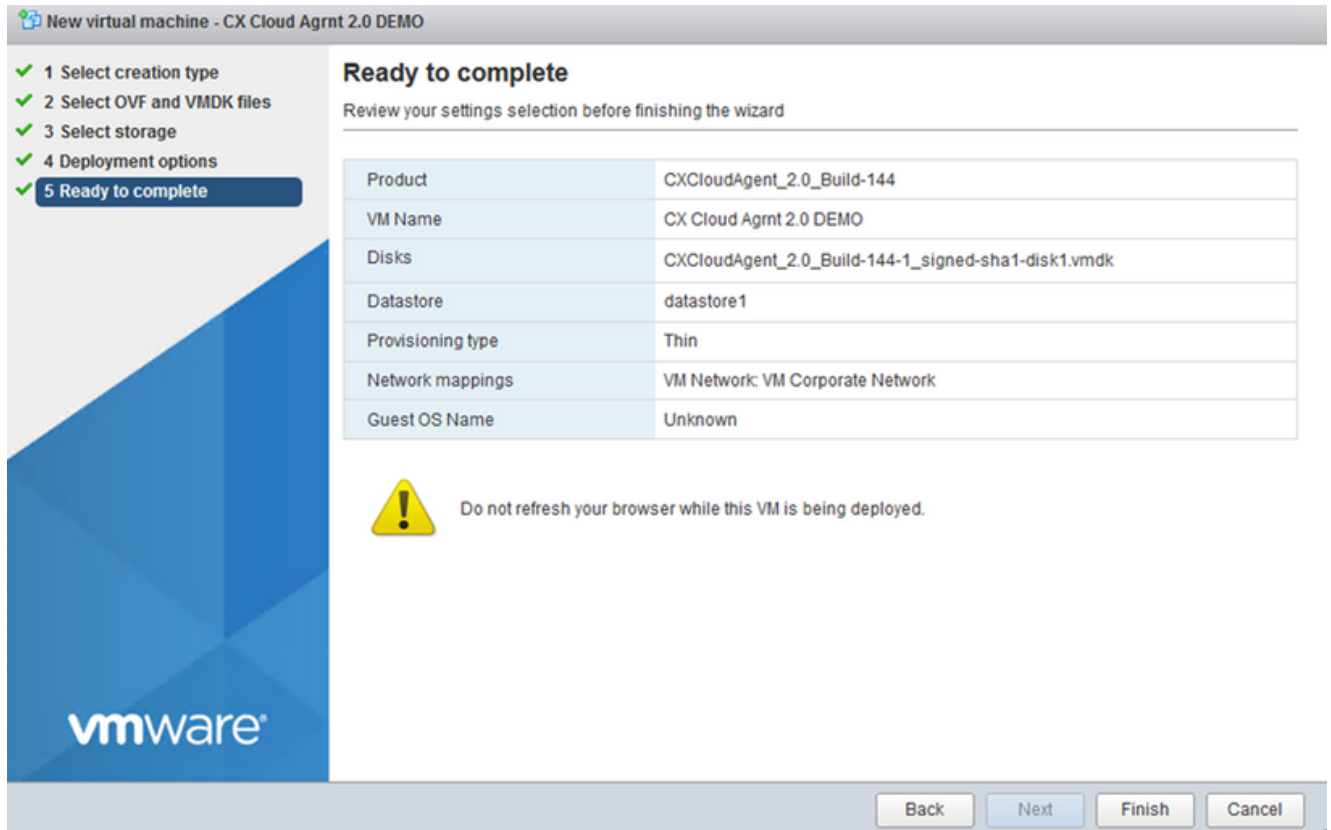 New virtual machine - CX Cloud Agrnt 2.0 DEMO
1 Select creation type
2 Select OVF and VMDK files
3 Select storage
4 Deployment options
5 Ready to complete
Ready to complete
Review your settings selection before finishing the wizard
Product CXCloudAgent_2.0_Build-144
VM Name CX Cloud Agrnt 2.0 DEMO
Disks CXCloudAgent_2.0_Build-144-1_signed-sha1-disk1.vmdk
Datastore datastore1
Provisioning type Thin
Network mappings VM Network: VM Corporate Network
Guest OS Name Unknown
Do not refresh your browser while this VM is being deployed.
vmware®
Back Next Finish Cancel